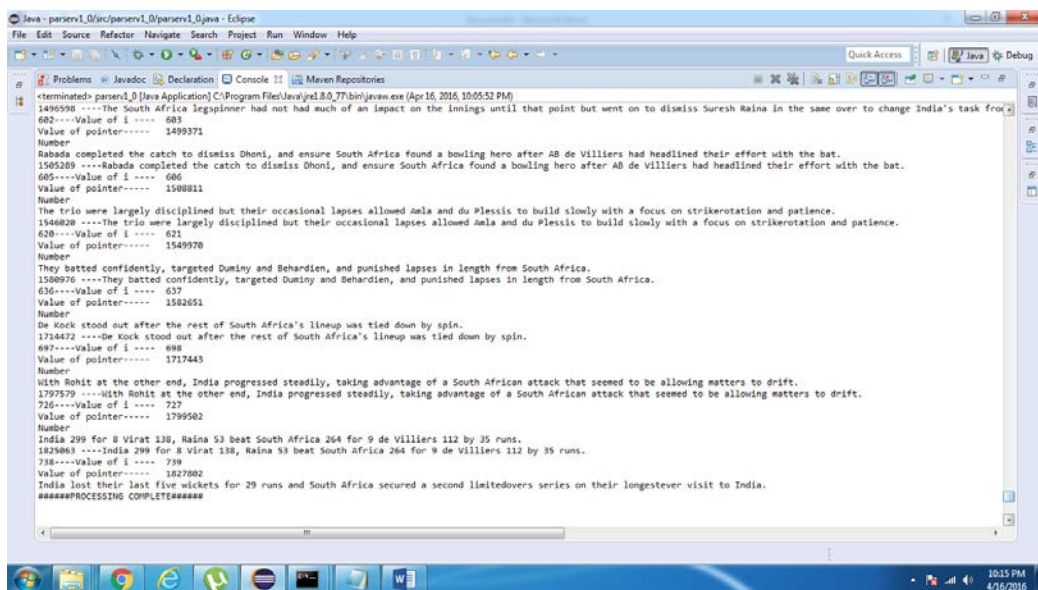 Java - parserv1_0/src/parserv1_0/parserv1_0.java - Eclipse
File Edit Source Refactor Navigate Search Project Run Window Help
Quick Access Java Debug
Problems Javadoc Declaration Console Maven Repositories
<terminated> parserv1_0 [Java Application] C:\Program Files\Java\jre1.8.0_77\bin\javaw.exe (Apr 16, 2016, 10:05:52 PM)
1496598 ----The South Africa legspinner had not had much of an impact on the innings until that point but went on to dismiss Suresh Raina in the same over to change India's task from
602----Value of i ---- 603
Value of pointer----- 1499371
Number
Rabada completed the catch to dismiss Dhoni, and ensure South Africa found a bowling hero after AB de Villiers had headlined their effort with the bat.
1505289 ----Rabada completed the catch to dismiss Dhoni, and ensure South Africa found a bowling hero after AB de Villiers had headlined their effort with the bat.
605----Value of i ---- 606
Value of pointer----- 1508811
Number
The trio were largely disciplined but their occasional lapses allowed Amla and du Plessis to build slowly with a focus on strikerotation and patience.
1546020 ----The trio were largely disciplined but their occasional lapses allowed Amla and du Plessis to build slowly with a focus on strikerotation and patience.
620----Value of i ---- 621
Value of pointer----- 1549970
Number
They batted confidently, targeted Duminy and Behardien, and punished lapses in length from South Africa.
1580976 ----They batted confidently, targeted Duminy and Behardien, and punished lapses in length from South Africa.
636----Value of i ---- 637
Value of pointer----- 1582651
Number
De Kock stood out after the rest of South Africa's lineup was tied down by spin.
1714472 ----De Kock stood out after the rest of South Africa's lineup was tied down by spin.
697----Value of i ---- 698
Value of pointer----- 1717443
Number
With Rohit at the other end, India progressed steadily, taking advantage of a South African attack that seemed to be allowing matters to drift.
1797579 ----With Rohit at the other end, India progressed steadily, taking advantage of a South African attack that seemed to be allowing matters to drift.
726----Value of i ---- 727
Value of pointer----- 1799502
Number
India 299 for 8 Virat 138, Raina 53 beat South Africa 264 for 9 de Villiers 112 by 35 runs.
1825063 ----India 299 for 8 Virat 138, Raina 53 beat South Africa 264 for 9 de Villiers 112 by 35 runs.
738----Value of i ---- 739
Value of pointer----- 1827802
India lost their last five wickets for 29 runs and South Africa secured a second limitedovers series on their longestever visit to India.
######PROCESSING COMPLETE######
10:15 PM
4/16/2016